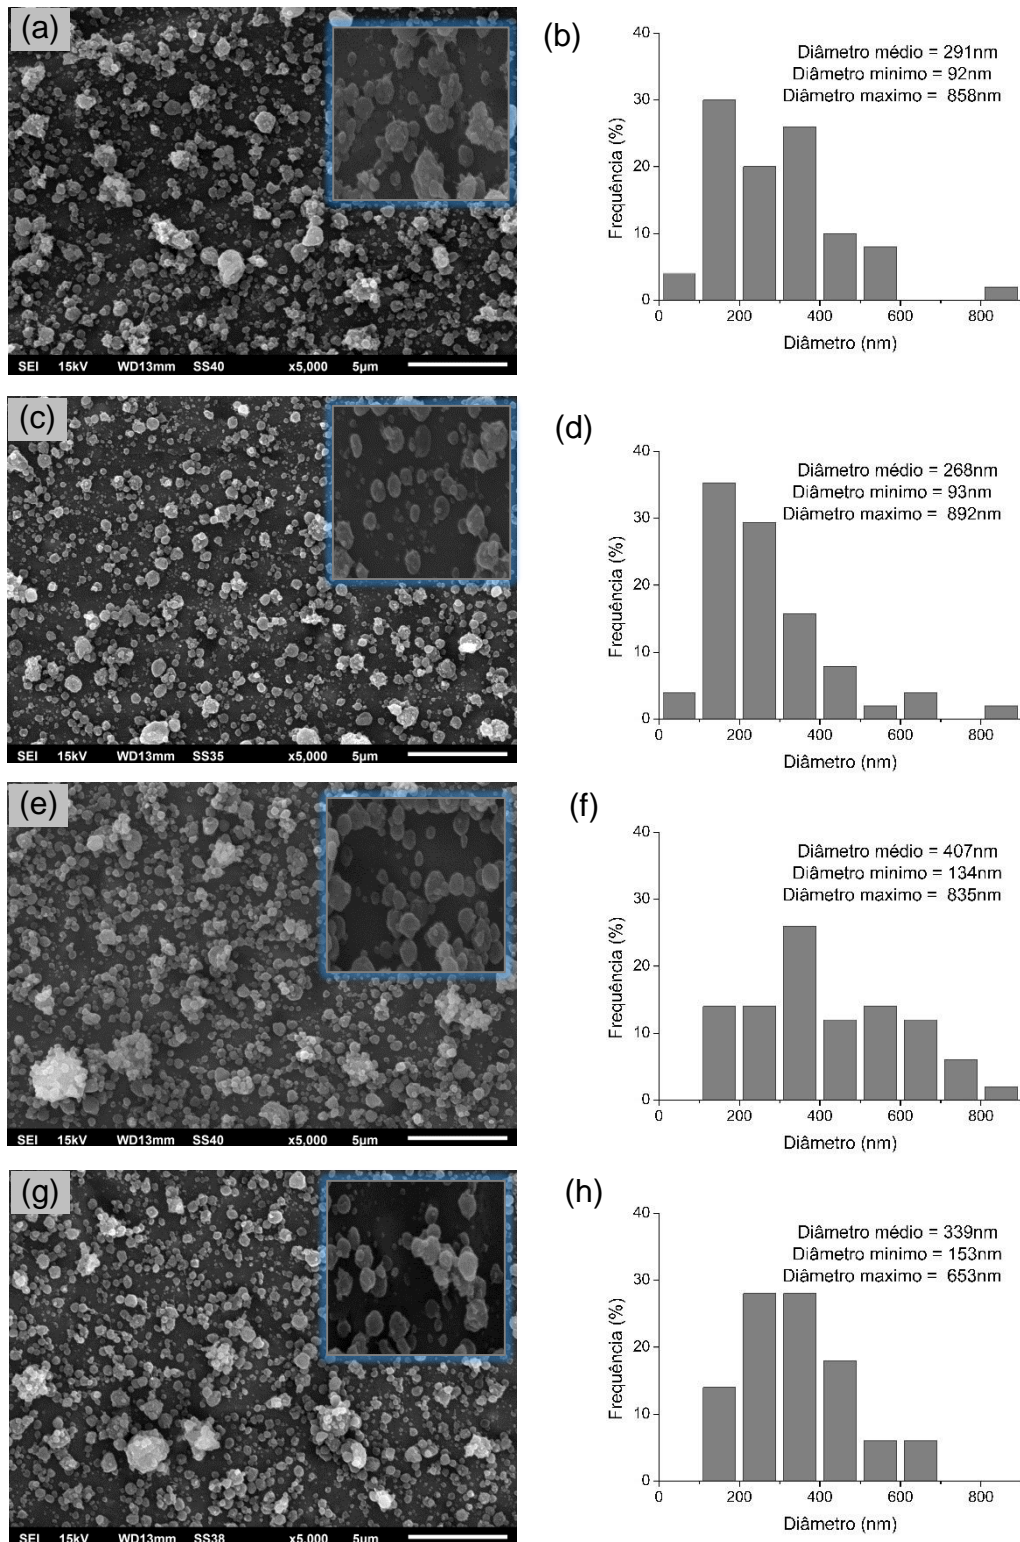 (a)
SEI 15kV WD13mm SS40 x5,000 5µm
(b)
Diâmetro médio = 291nm
Diâmetro minimo = 92nm
Diâmetro maximo = 858nm
Frequência (%)
40
30
20
10
0
0 200 400 600 800
Diâmetro (nm)
(c)
SEI 15kV WD13mm SS35 x5,000 5µm
(d)
Diâmetro médio = 268nm
Diâmetro minimo = 93nm
Diâmetro maximo = 892nm
Frequência (%)
40
30
20
10
0
0 200 400 600 800
Diâmetro (nm)
(e)
SEI 15kV WD13mm SS40 x5,000 5µm
(f)
Diâmetro médio = 407nm
Diâmetro minimo = 134nm
Diâmetro maximo = 835nm
Frequência (%)
40
30
20
10
0
0 200 400 600 800
Diâmetro (nm)
(g)
SEI 15kV WD13mm SS38 x5,000 5µm
(h)
Diâmetro médio = 339nm
Diâmetro minimo = 153nm
Diâmetro maximo = 653nm
Frequência (%)
40
30
20
10
0
0 200 400 600 800
Diâmetro (nm)